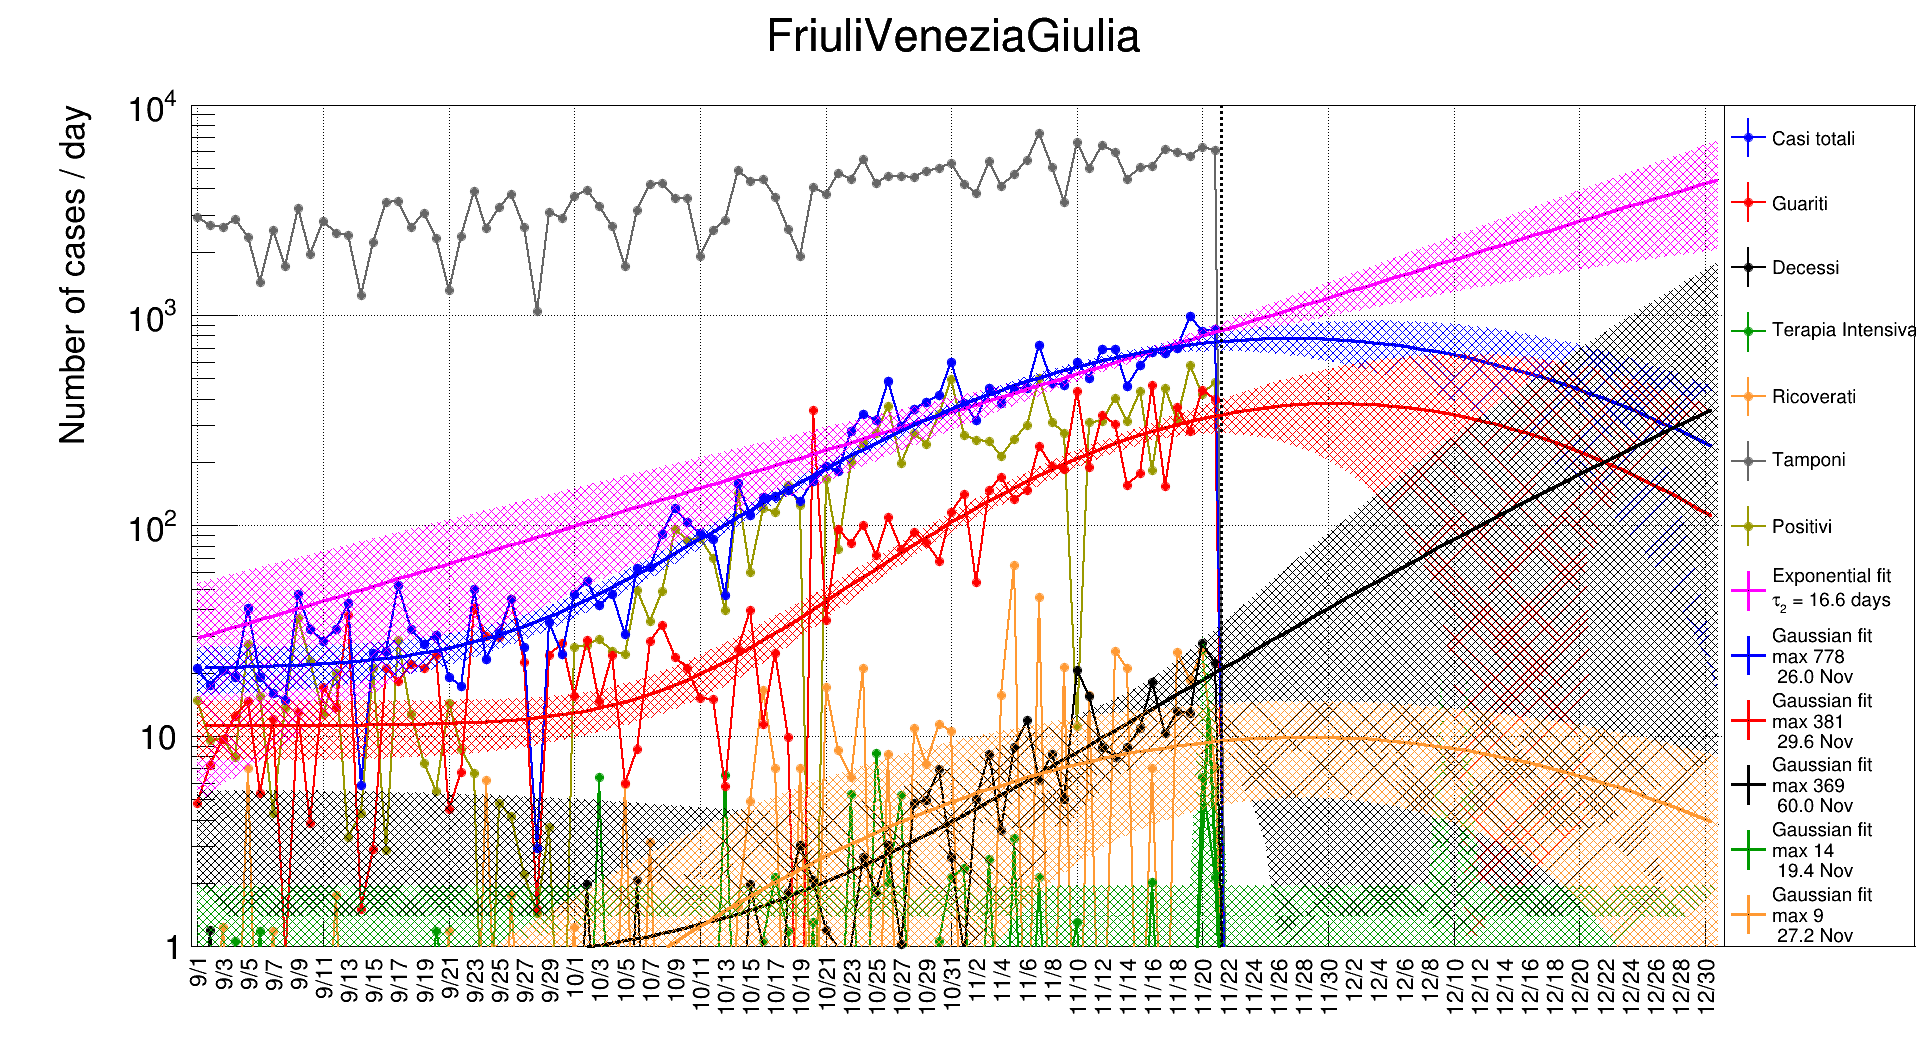 FriuliVeneziaGiulia
Number of cases / day
10^4
10^3
10^2
10
1
9/1
9/3
9/5
9/7
9/9
9/11
9/13
9/15
9/17
9/19
9/21
9/23
9/25
9/27
9/29
10/1
10/3
10/5
10/7
10/9
10/11
10/13
10/15
10/17
10/19
10/21
10/23
10/25
10/27
10/29
10/31
11/2
11/4
11/6
11/8
11/10
11/12
11/14
11/16
11/18
11/20
11/22
11/24
11/26
11/28
11/30
12/2
12/4
12/6
12/8
12/10
12/12
12/14
12/16
12/18
12/20
12/22
12/24
12/26
12/28
12/30
Casi totali
Guariti
Decessi
Terapia Intensiva
Ricoverati
Tamponi
Positivi
Exponential fit
τ_2 = 16.6 days
Gaussian fit
max 778
26.0 Nov
Gaussian fit
max 381
29.6 Nov
Gaussian fit
max 369
60.0 Nov
Gaussian fit
max 14
19.4 Nov
Gaussian fit
max 9
27.2 Nov